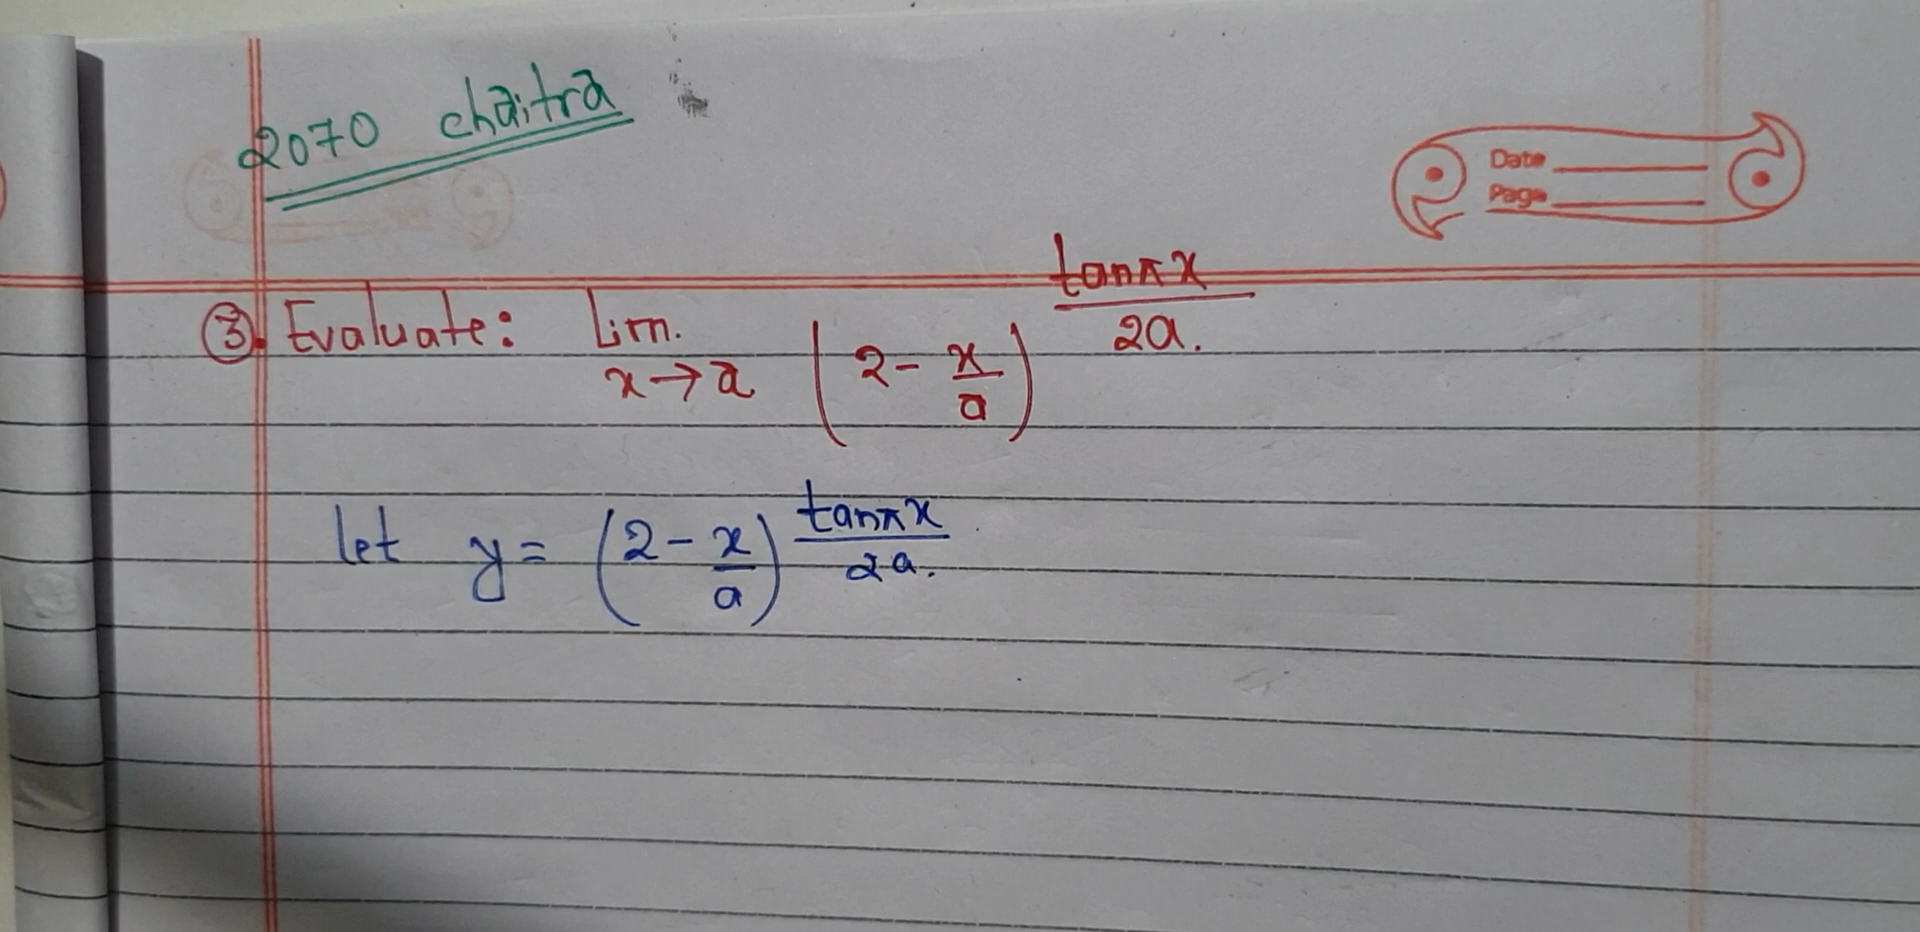 2070 chaitra
Date
Page
③. Evaluate: Lim. x→a (2 - x/a)^(tanπx/2a.)
let y = (2 - x/a)^(tanπx/2a.)